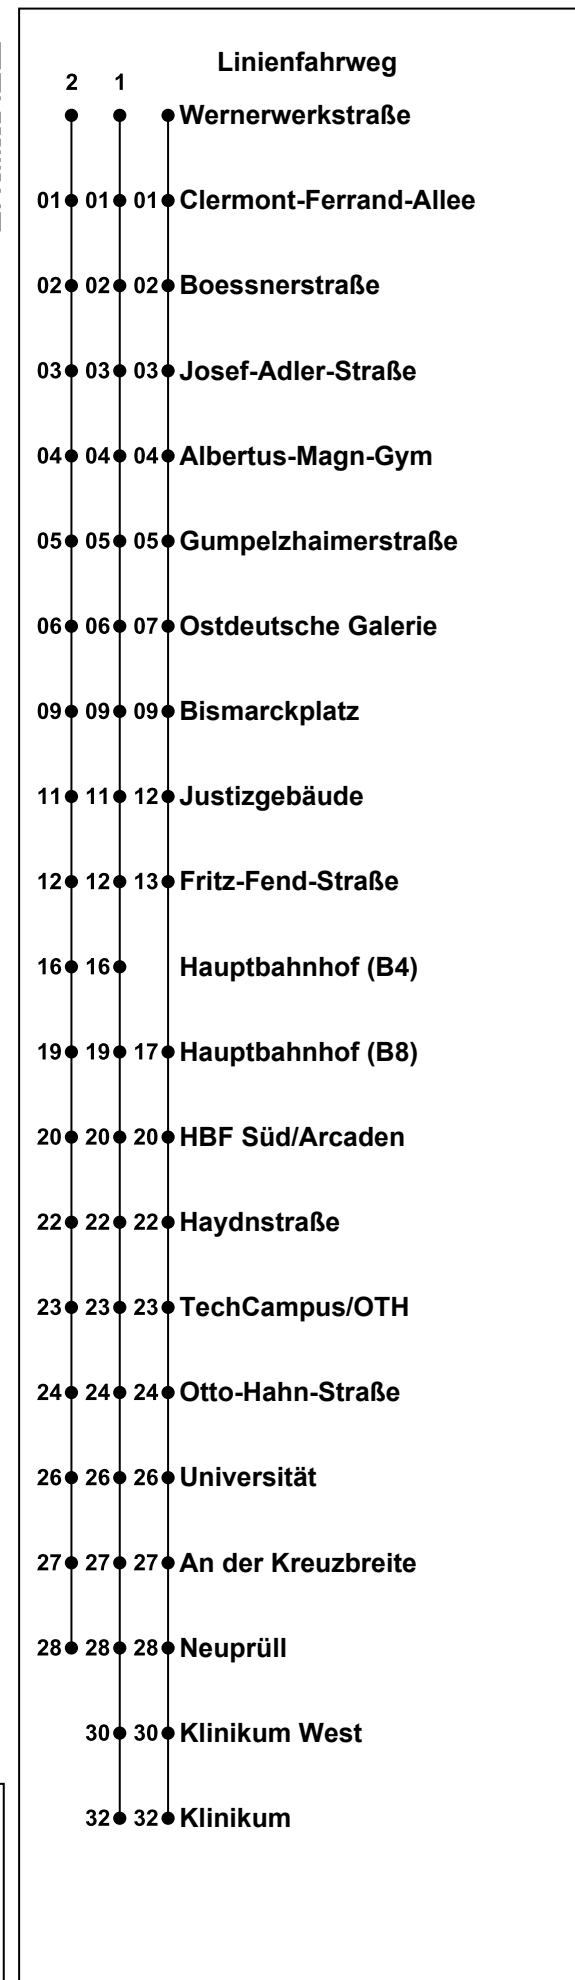 Linienfahrweg
2 1
Wernerwerkstraße
01 01 01 Clermont-Ferrand-Allee
02 02 02 Boessnerstraße
03 03 03 Josef-Adler-Straße
04 04 04 Albertus-Magn-Gym
05 05 05 Gumpelzhaimerstraße
06 06 07 Ostdeutsche Galerie
09 09 09 Bismarckplatz
11 11 12 Justizgebäude
12 12 13 Fritz-Fend-Straße
16 16 Hauptbahnhof (B4)
19 19 17 Hauptbahnhof (B8)
20 20 20 HBF Süd/Arcaden
22 22 22 Haydnstraße
23 23 23 TechCampus/OTH
24 24 24 Otto-Hahn-Straße
26 26 26 Universität
27 27 27 An der Kreuzbreite
28 28 28 Neuprüll
30 30 Klinikum West
32 32 Klinikum